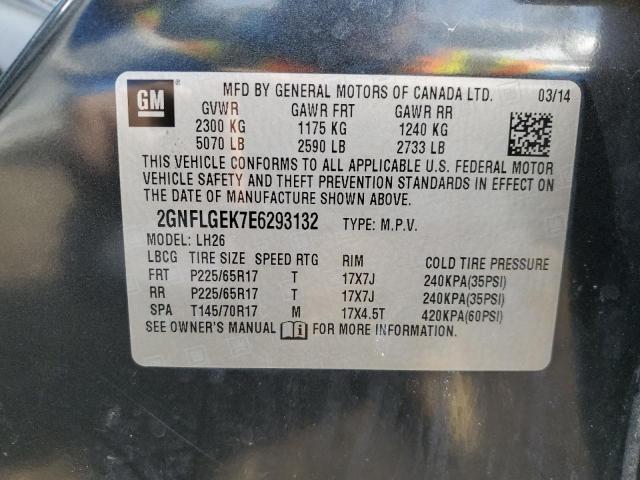 GM ® MFD BY GENERAL MOTORS OF CANADA LTD. 03/14
GVWR GAWR FRT GAWR RR
2300 KG 1175 KG 1240 KG
5070 LB 2590 LB 2733 LB
THIS VEHICLE CONFORMS TO ALL APPLICABLE U.S. FEDERAL MOTOR
VEHICLE SAFETY AND THEFT PREVENTION STANDARDS IN EFFECT ON
THE DATE OF MANUFACTURE SHOWN ABOVE.
2GNFLGEK7E6293132 TYPE: M.P.V.
MODEL: LH26
LBCG TIRE SIZE SPEED RTG RIM COLD TIRE PRESSURE
FRT P225/65R17 T 17X7J 240KPA(35PSI)
RR P225/65R17 T 17X7J 240KPA(35PSI)
SPA T145/70R17 M 17X4.5T 420KPA(60PSI)
SEE OWNER'S MANUAL FOR MORE INFORMATION.